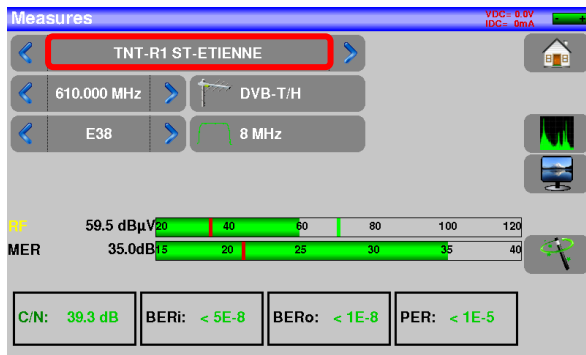 Measures
VDC= 0.0V
IDC= 0mA
TNT-R1 ST-ETIENNE
610.000 MHz
DVB-T/H
E38
8 MHz
RF 59.5 dBµV 20 40 60 80 100 120
MER 35.0dB 15 20 25 30 35 40
C/N: 39.3 dB BERi: < 5E-8 BERo: < 1E-8 PER: < 1E-5